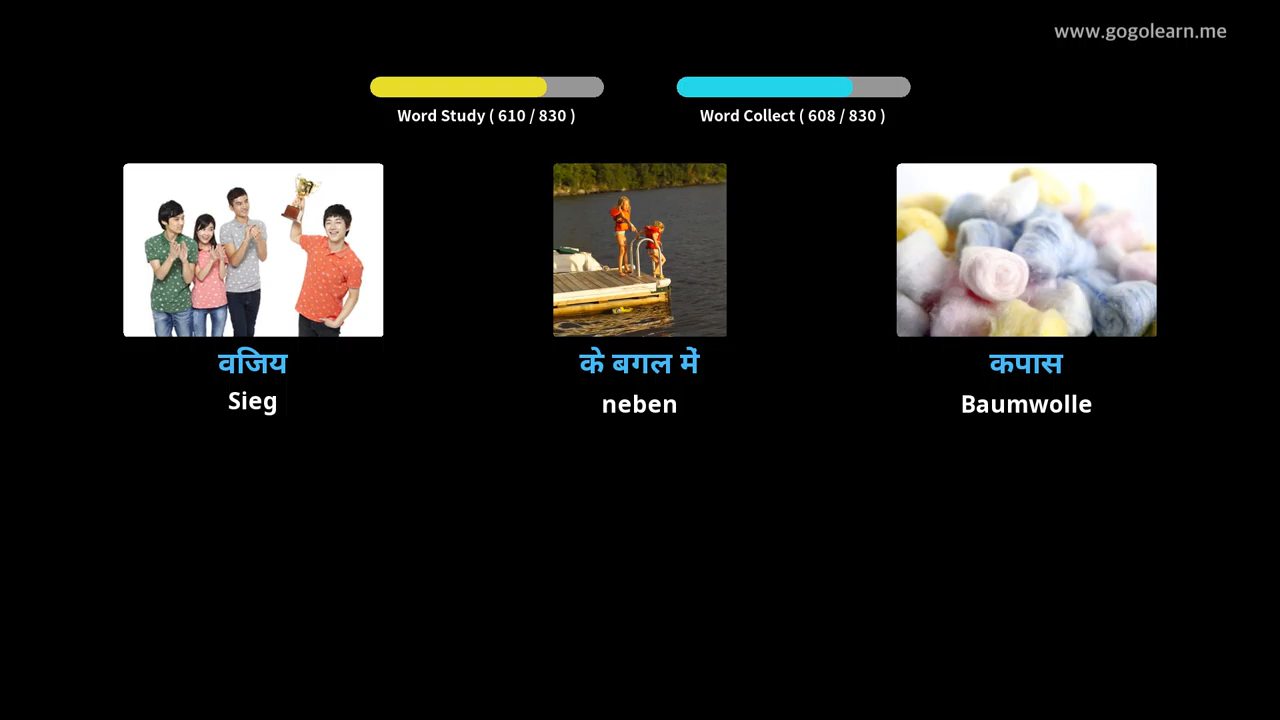 www.gogolearn.me
Word Study ( 610 / 830 )
Word Collect ( 608 / 830 )
वजिय
के बगल में
कपास
Sieg
neben
Baumwolle